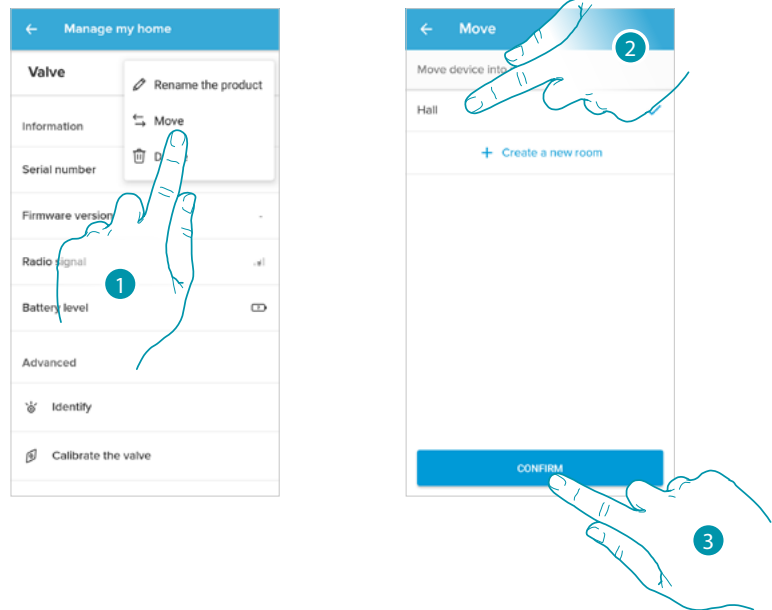 Manage my home
Valve
Rename the product
Move
Information
Serial number
Firmware version
-
Radio signal
Battery level
Advanced
Identify
Calibrate the valve
1
Move
2
Move device into
Hall
+ Create a new room
CONFIRM
3